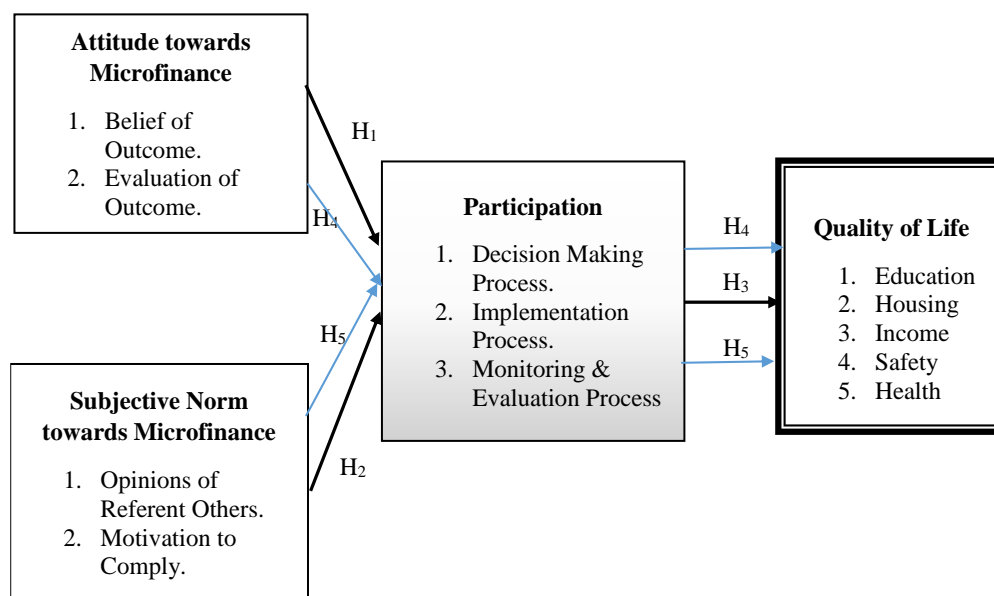 Attitude towards
Microfinance
1. Belief of
Outcome.
2. Evaluation of
Outcome.
H₁
H₄
H₅
H₂
Subjective Norm
towards Microfinance
1. Opinions of
Referent Others.
2. Motivation to
Comply.
Participation
1. Decision Making
Process.
2. Implementation
Process.
3. Monitoring &
Evaluation Process
H₄
H₃
H₅
Quality of Life
1. Education
2. Housing
3. Income
4. Safety
5. Health